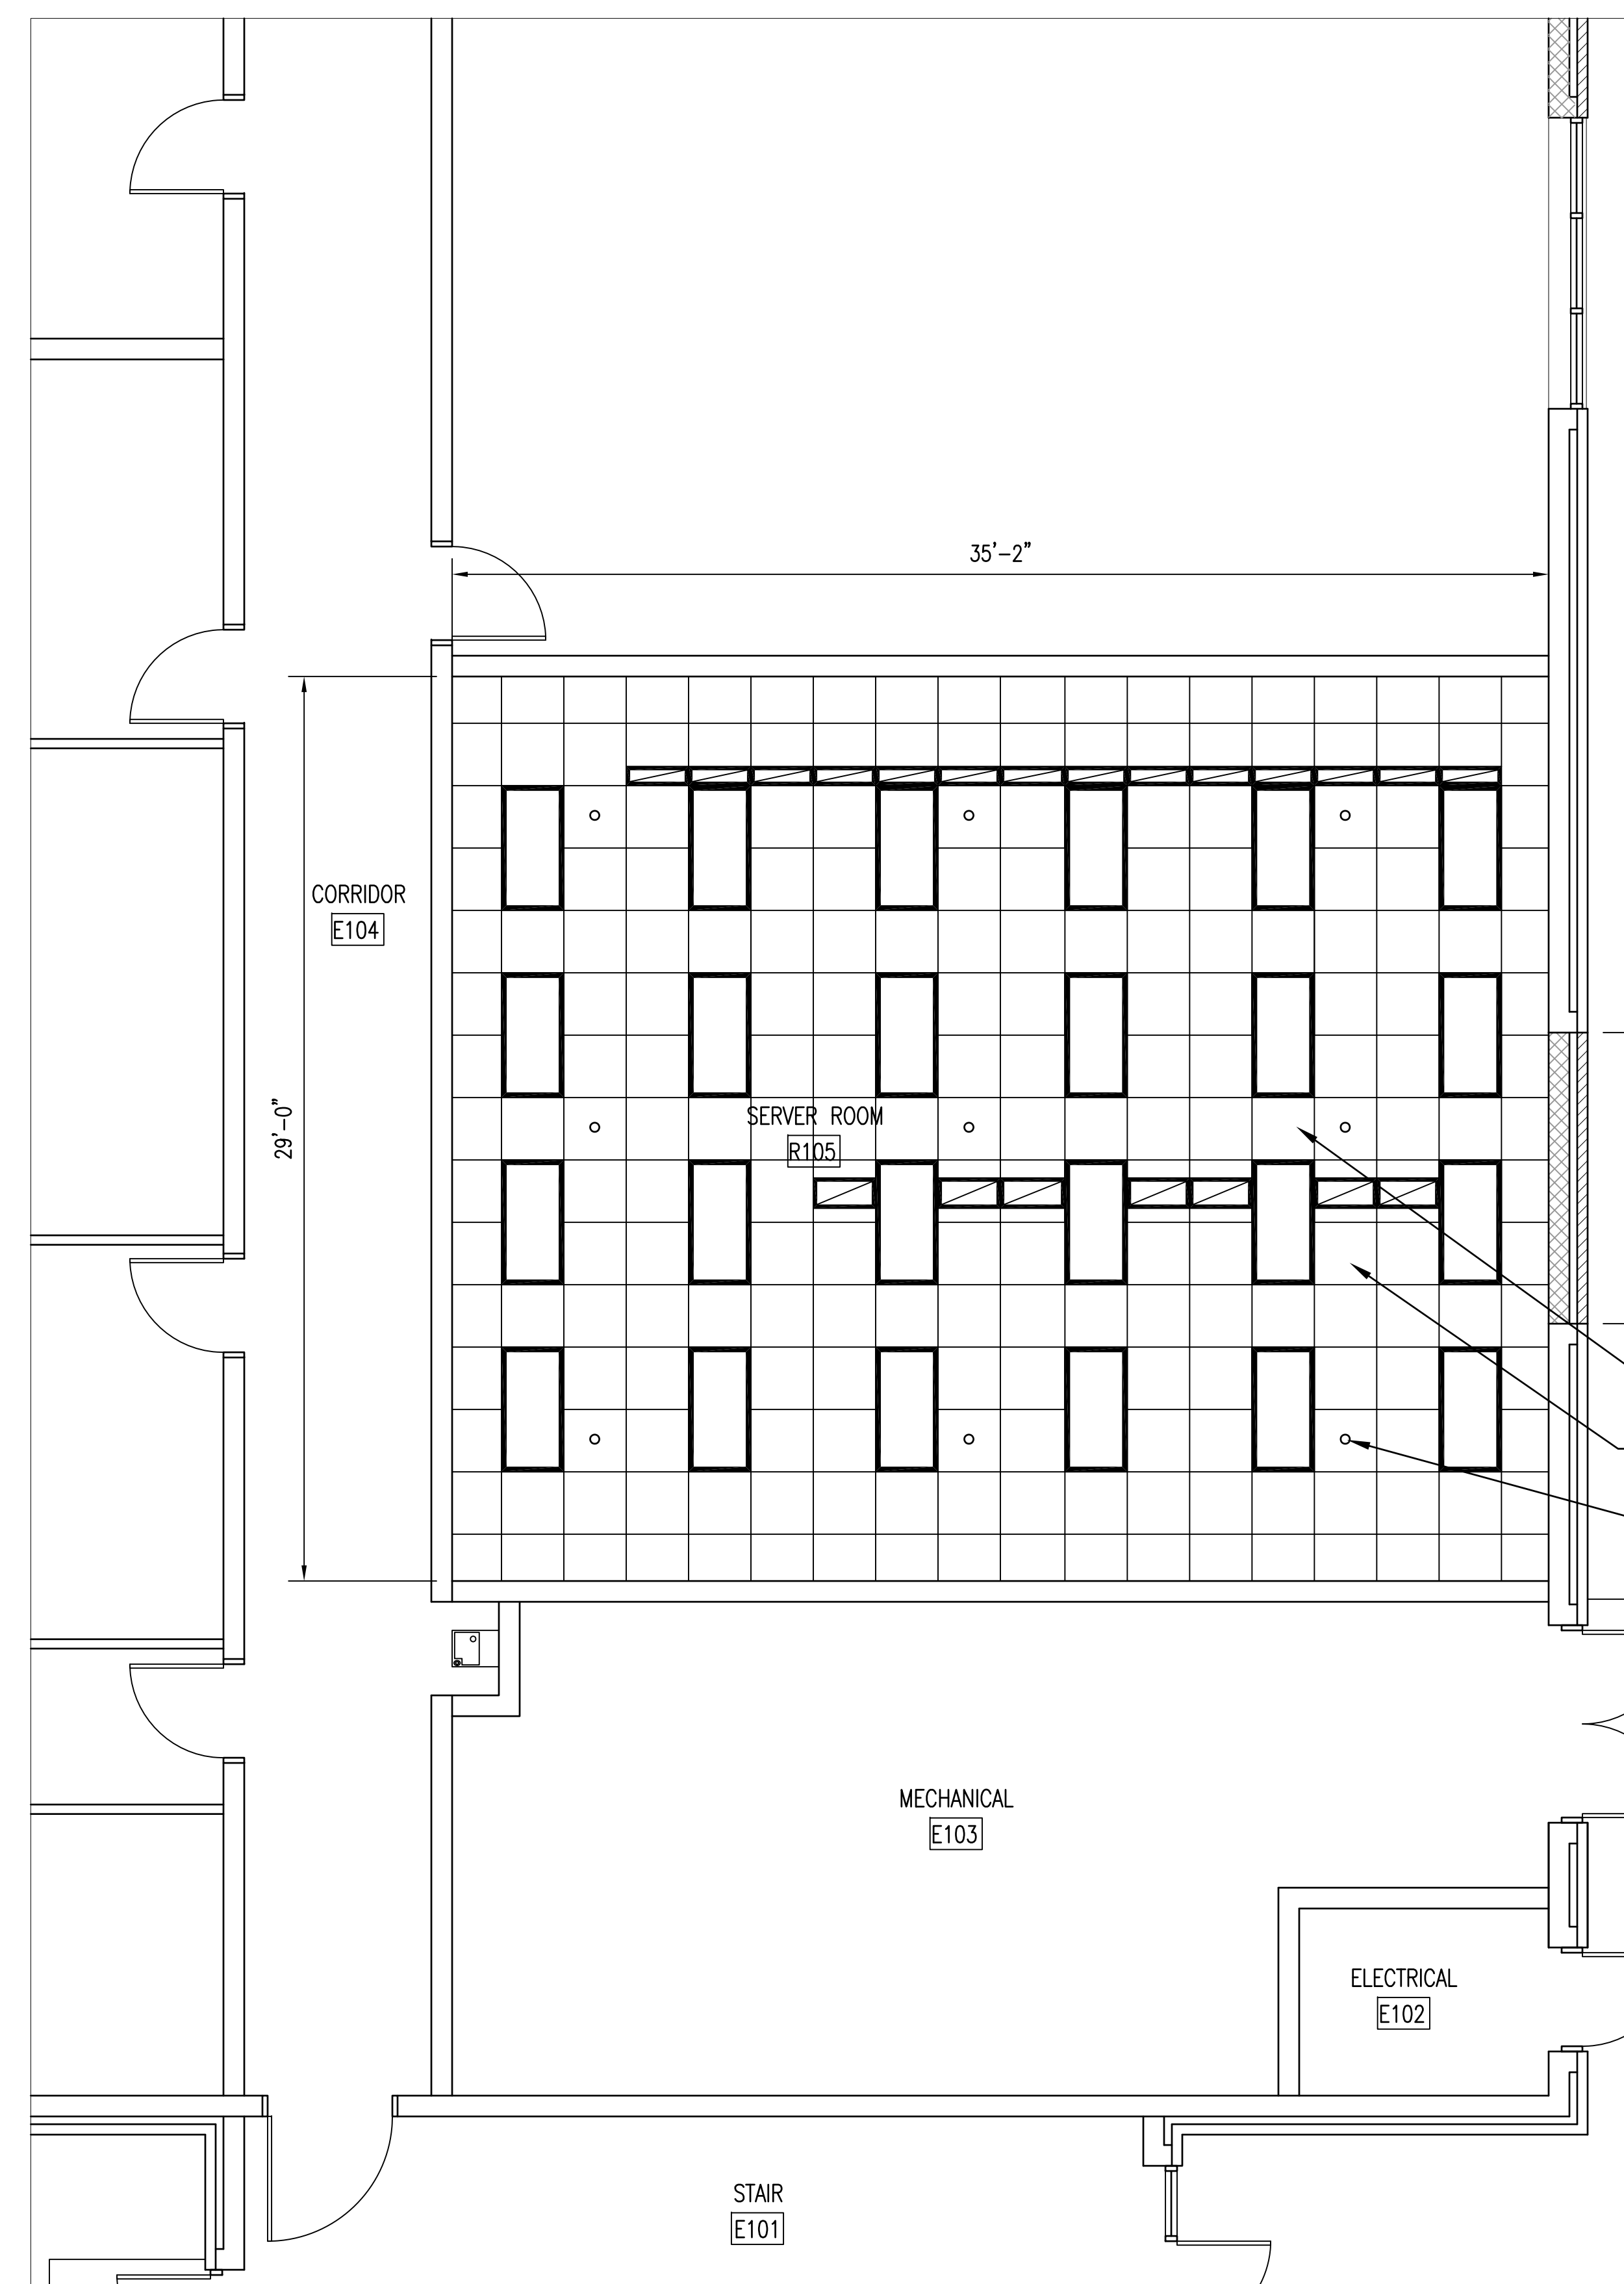 35'-2"
CORRIDOR
E104
29'-0"
SERVER ROOM
R105
MECHANICAL
E103
ELECTRICAL
E102
STAIR
E101